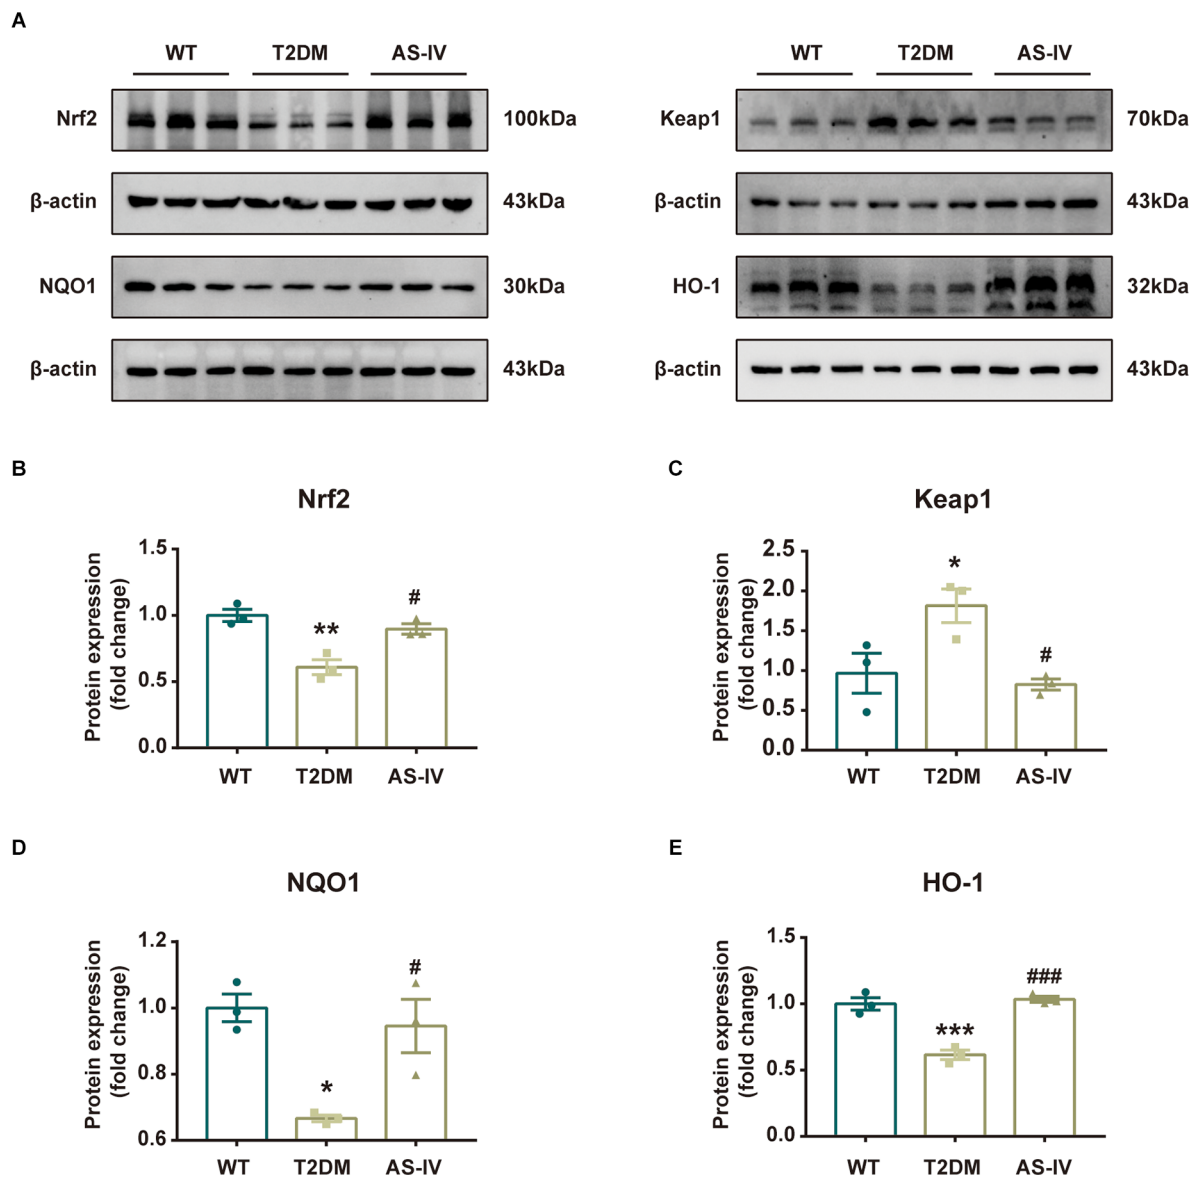 A
WT T2DM AS-IV
Nrf2 100kDa
β-actin 43kDa
NQO1 30kDa
β-actin 43kDa
WT T2DM AS-IV
Keap1 70kDa
β-actin 43kDa
HO-1 32kDa
β-actin 43kDa
B
Nrf2
Protein expression
(fold change)
1.5
1.0
0.5
0.0
**
#
WT T2DM AS-IV
C
Keap1
Protein expression
(fold change)
2.5
2.0
1.5
1.0
0.5
0.0
*
#
WT T2DM AS-IV
D
NQO1
Protein expression
(fold change)
1.2
1.0
0.8
0.6
*
#
WT T2DM AS-IV
E
HO-1
Protein expression
(fold change)
1.5
1.0
0.5
0.0
***
###
WT T2DM AS-IV